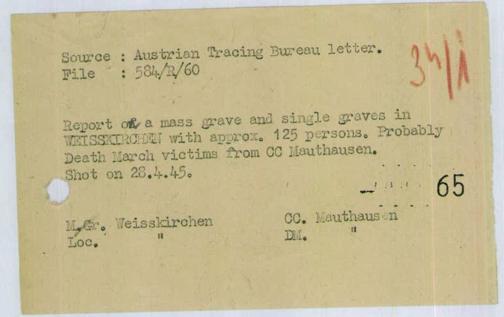 Source : Austrian Tracing Bureau letter.
File : 584/R/60
34/1
Report of a mass grave and single graves in
WEISSKIRCHEN with approx. 125 persons. Probably
Death March victims from CC Mauthausen.
Shot on 28.4.45.
65
M.Gr. Weisskirchen CC. Mauthausen
Loc. " DM. "